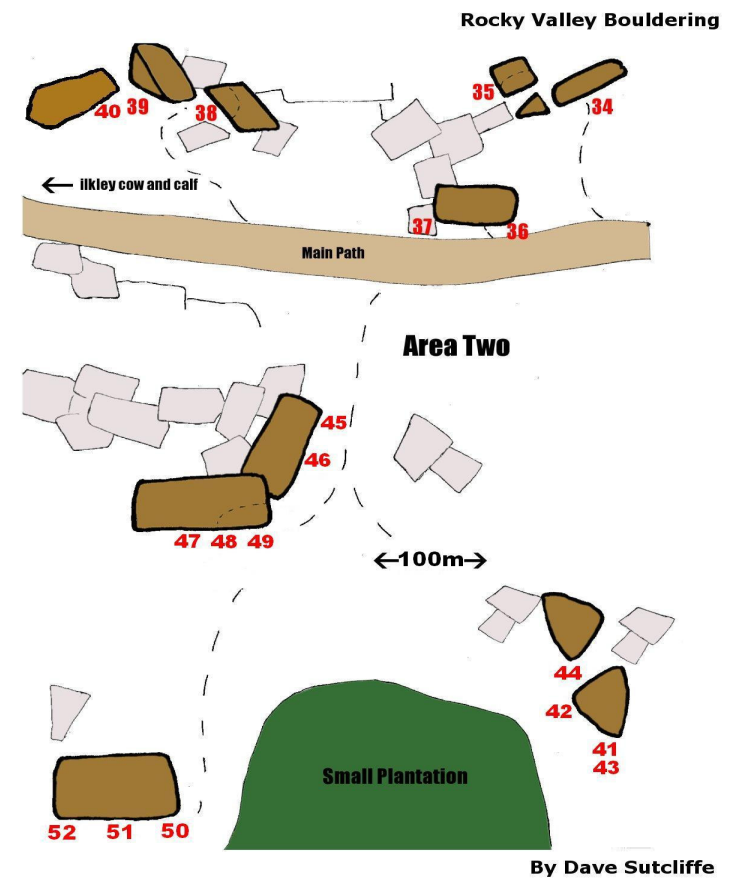 Rocky Valley Bouldering
40 39
38
35
34
← ilkley cow and calf
37
36
Main Path
Area Two
45
46
47 48 49
←100m→
44
42
41
43
Small Plantation
52 51 50
By Dave Sutcliffe